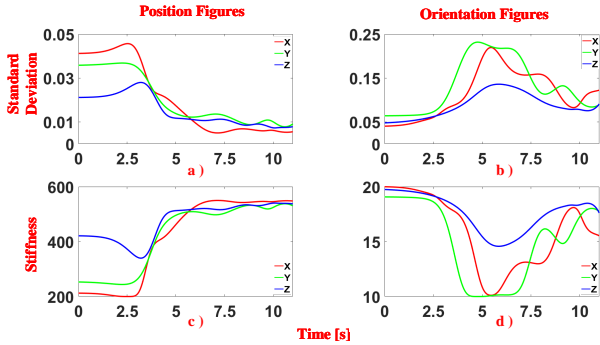 Position Figures
Orientation Figures
Standard
Deviation
0.05
0.03
0.01
0
0 2.5 5 7.5 10
X
Y
Z
a )
0.25
0.15
0.05
0
0 2.5 5 7.5 10
X
Y
Z
b )
Stiffness
600
400
200
0 2.5 5 7.5 10
X
Y
Z
c )
20
15
10
0 2.5 5 7.5 10
X
Y
Z
d )
Time [s]